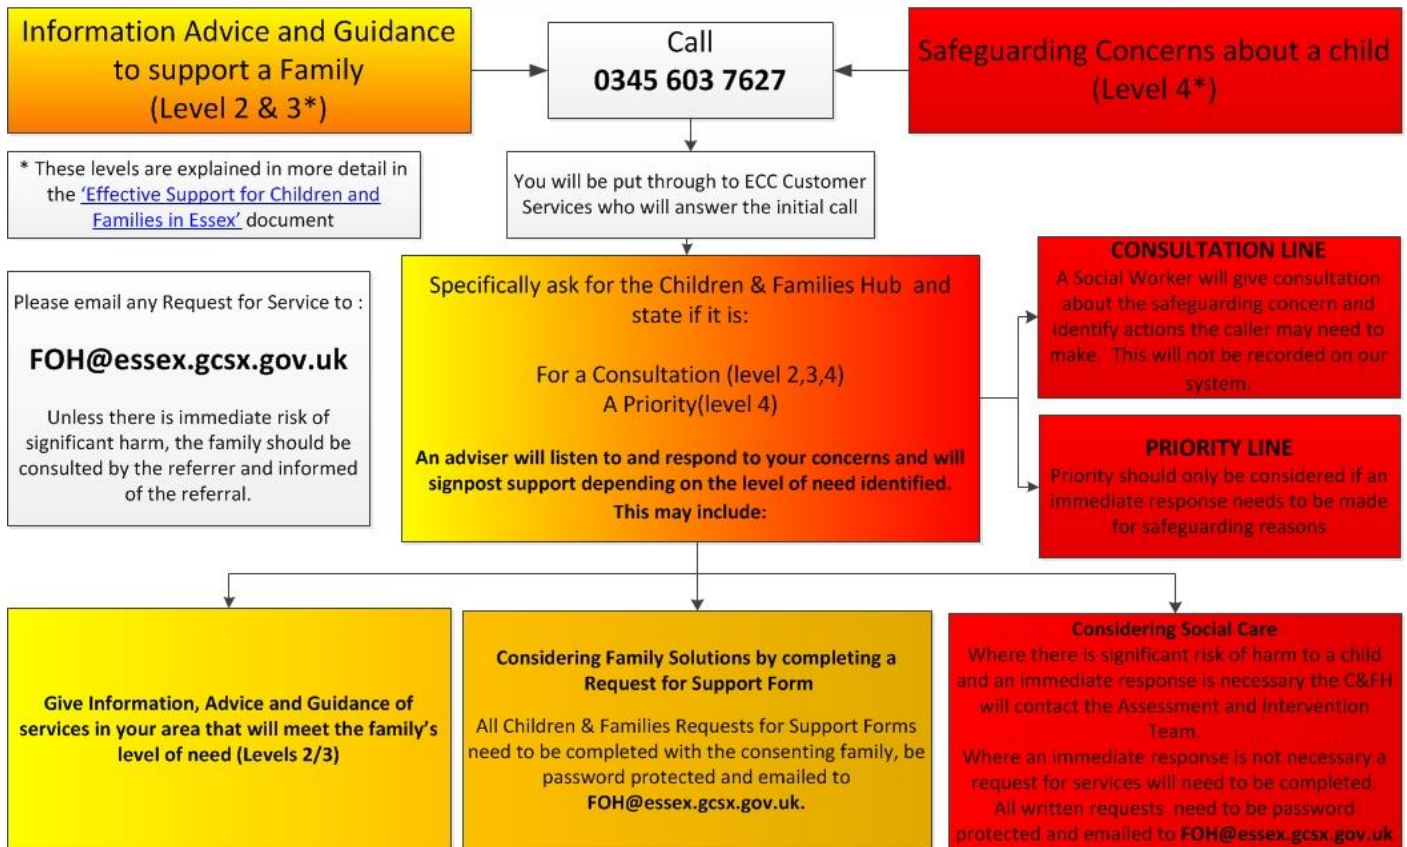 Information Advice and Guidance
to support a Family
(Level 2 & 3*)
Call
0345 603 7627
Safeguarding Concerns about a child
(Level 4*)
* These levels are explained in more detail in
the 'Effective Support for Children and
Families in Essex' document
You will be put through to ECC Customer
Services who will answer the initial call
Please email any Request for Service to :
FOH@essex.gcsx.gov.uk
Unless there is immediate risk of
significant harm, the family should be
consulted by the referrer and informed
of the referral.
Specifically ask for the Children & Families Hub and
state if it is:
For a Consultation (level 2,3,4)
A Priority(level 4)
An adviser will listen to and respond to your concerns and will
signpost support depending on the level of need identified.
This may include:
CONSULTATION LINE
A Social Worker will give consultation
about the safeguarding concern and
identify actions the caller may need to
make. This will not be recorded on our
system.
PRIORITY LINE
Priority should only be considered if an
immediate response needs to be made
for safeguarding reasons
Give Information, Advice and Guidance of
services in your area that will meet the family's
level of need (Levels 2/3)
Considering Family Solutions by completing a
Request for Support Form
All Children & Families Requests for Support Forms
need to be completed with the consenting family, be
password protected and emailed to
FOH@essex.gcsx.gov.uk.
Considering Social Care
Where there is significant risk of harm to a child
and an immediate response is necessary the C&FH
will contact the Assessment and Intervention
Team.
Where an immediate response is not necessary a
request for services will need to be completed.
All written requests need to be password
protected and emailed to FOH@essex.gcsx.gov.uk